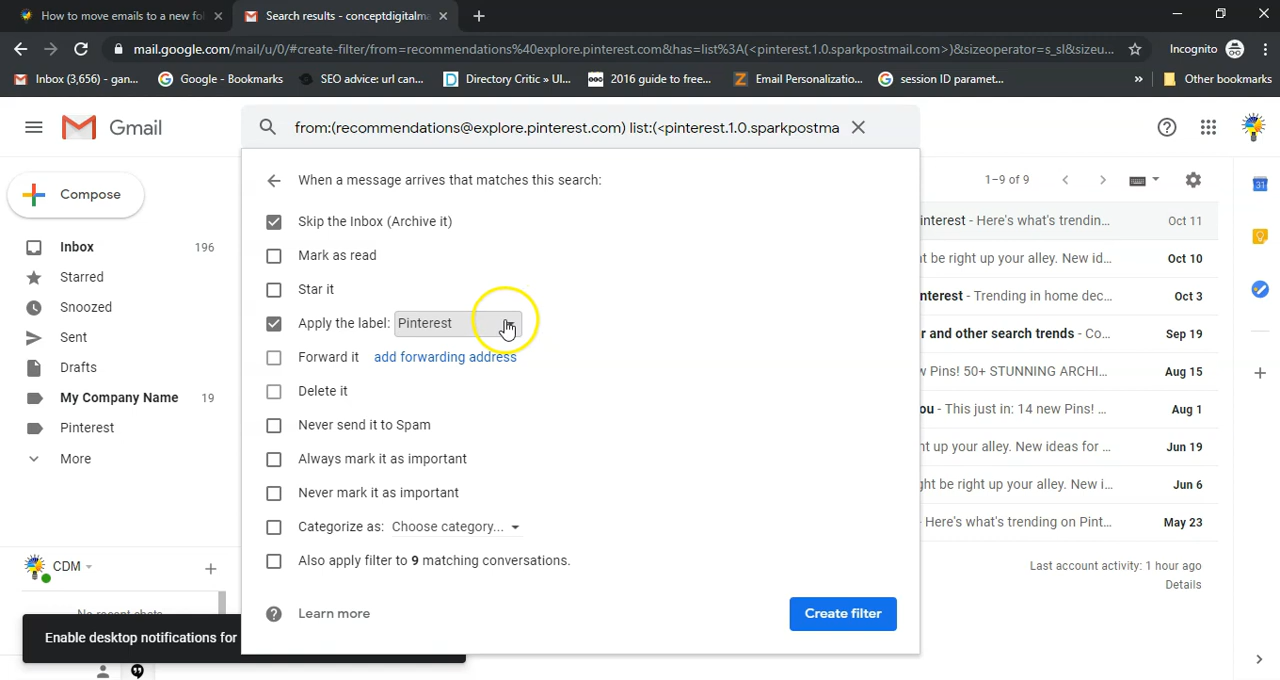 How to move emails to a new fol
Search results - conceptdigitalma
mail.google.com/mail/u/0/#create-filter/from=recommendations%40explore.pinterest.com&has=list%3A(<pinterest.1.0.sparkpostmail.com>)&sizeoperator=s_sl&sizeu...
Incognito
Inbox (3,656) - gan...
Google - Bookmarks
SEO advice: url can...
Directory Critic » Ul...
2016 guide to free...
Email Personalizatio...
session ID paramet...
»
Other bookmarks
Gmail
from:(recommendations@explore.pinterest.com) list:(<pinterest.1.0.sparkpostma
Compose
Inbox 196
Starred
Snoozed
Sent
Drafts
My Company Name 19
Pinterest
More
CDM
Enable desktop notifications for
When a message arrives that matches this search:
Skip the Inbox (Archive it)
Mark as read
Star it
Apply the label: Pinterest
Forward it add forwarding address
Delete it
Never send it to Spam
Always mark it as important
Never mark it as important
Categorize as: Choose category...
Also apply filter to 9 matching conversations.
Learn more
Create filter
1–9 of 9
interest - Here's what's trendin... Oct 11
t be right up your alley. New id... Oct 10
nterest - Trending in home dec... Oct 3
r and other search trends - Co... Sep 19
v Pins! 50+ STUNNING ARCHI... Aug 15
ou - This just in: 14 new Pins! ... Aug 1
ht up your alley. New ideas for ... Jun 19
ght be right up your alley. New i... Jun 6
- Here's what's trending on Pint... May 23
Last account activity: 1 hour ago
Details
31